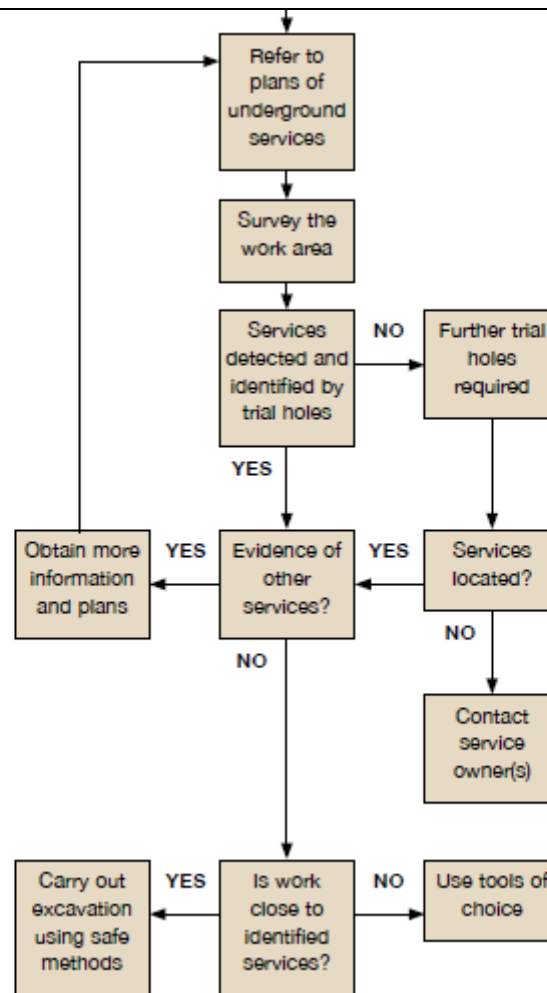 Refer to
plans of
underground
services
Survey the
work area
Services
detected and
identified by
trial holes
NO
Further trial
holes
required
YES
Obtain more
information
and plans
YES
Evidence of
other
services?
YES
Services
located?
NO
NO
Contact
service
owner(s)
Carry out
excavation
using safe
methods
YES
Is work
close to
identified
services?
NO
Use tools of
choice